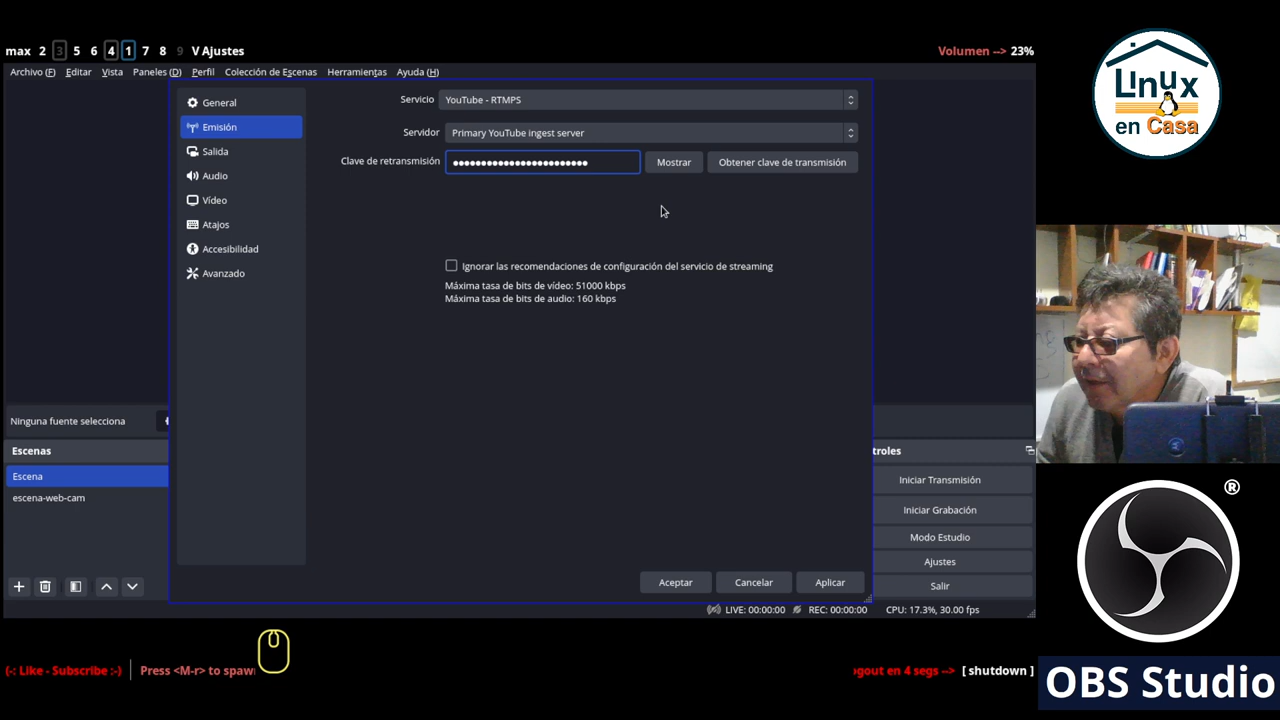 max 2 3 5 6 4 1 7 8 9 V Ajustes
Volumen --> 23%
Archivo (F) Editar Vista Paneles (D) Perfil Colección de Escenas Herramientas Ayuda (H)
General
Emisión
Salida
Audio
Vídeo
Atajos
Accesibilidad
Avanzado
Servicio YouTube - RTMPS
Servidor Primary YouTube ingest server
Clave de retransmisión ●●●●●●●●●●●●●●●●●●●●●●●● Mostrar Obtener clave de transmisión
Ignorar las recomendaciones de configuración del servicio de streaming
Máxima tasa de bits de vídeo: 51000 kbps
Máxima tasa de bits de audio: 160 kbps
Ninguna fuente selecciona
Escenas
Escena
escena-web-cam
troles
Iniciar Transmisión
Iniciar Grabación
Modo Estudio
Ajustes
Salir
Aceptar Cancelar Aplicar
LIVE: 00:00:00 REC: 00:00:00 CPU: 17.3%, 30.00 fps
(-: Like - Subscribe :-) Press <M-r> to spaw
ogout en 4 segs --> [ shutdown ]
Linux
en Casa
®
OBS Studio